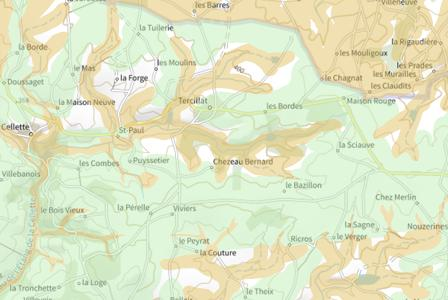 les Barres
Villeneuve
la Tuilerie
la Rigaudière
la Borde
les Mouligoux
les Moulins
les Prades
le Mas
400
les Murailles
la Forge
le Chagnat
Doussaget
les Claudits
la Maison Neuve
Tercillat
Maison Rouge
les Bordes
Cellette
St-Paul
la Sciauve
les Combes
Puyssetier
Chezeau Bernard
Villebanois
le Bazillon
Chez Merlin
le Bois Vieux
la Pérelle
Viviers
la Sagne
Nouzerines
le Peyrat
Ricros
le Verger
la Couture
la Loge
la Tronchette
le Theix